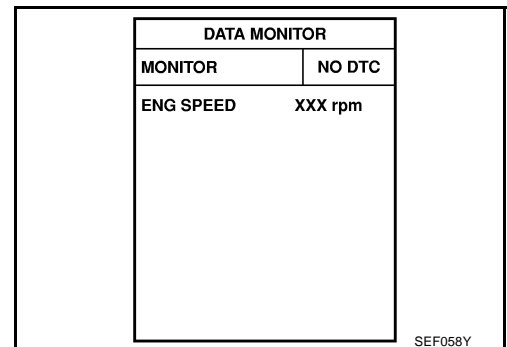 DATA MONITOR
MONITOR NO DTC
ENG SPEED XXX rpm
SEF058Y